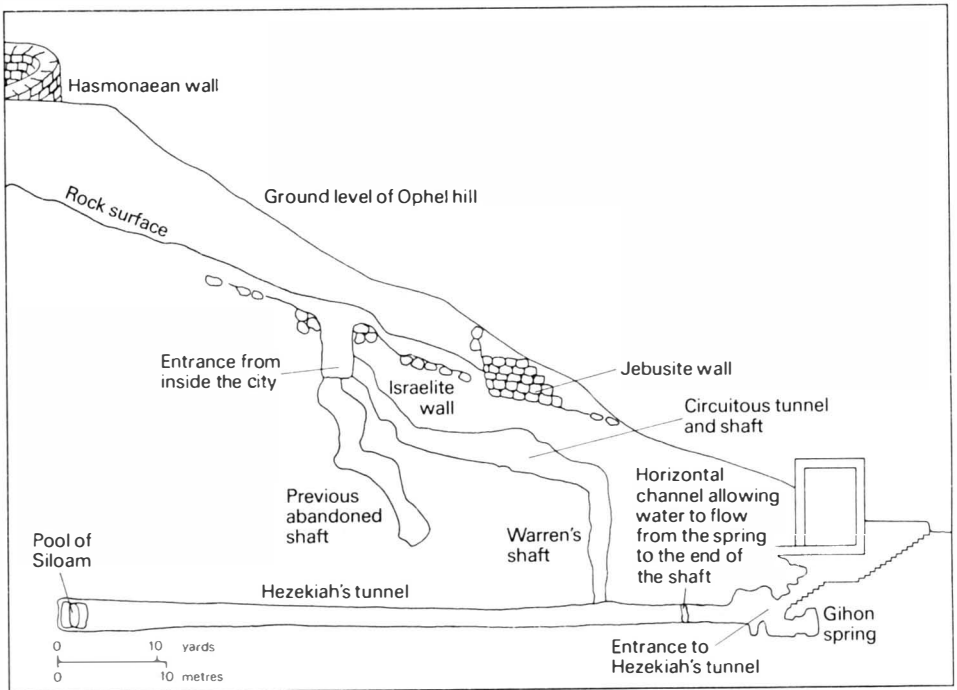 Hasmonaean wall
Ground level of Ophel hill
Rock surface
Entrance from
inside the city
Israelite
wall
Jebusite wall
Circuitous tunnel
and shaft
Previous
abandoned
shaft
Warren's
shaft
Horizontal
channel allowing
water to flow
from the spring
to the end of
the shaft
Pool of
Siloam
Hezekiah's tunnel
Gihon
spring
Entrance to
Hezekiah's tunnel
0 10 yards
0 10 metres